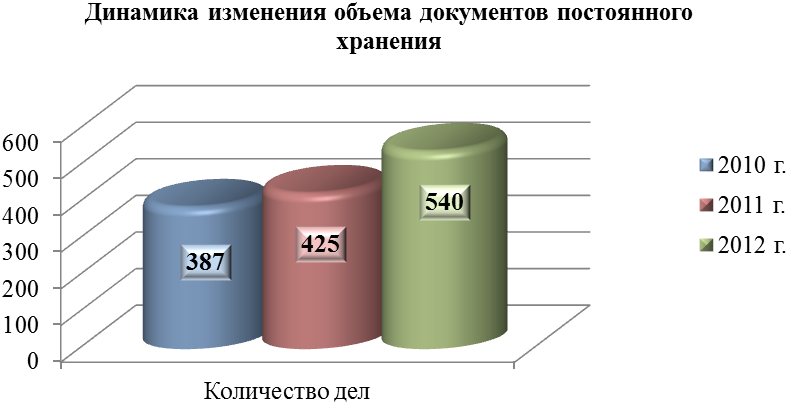 Динамика изменения объема документов постоянного
хранения
600
500
400
300
200
100
0
387
425
540
Количество дел
2010 г.
2011 г.
2012 г.